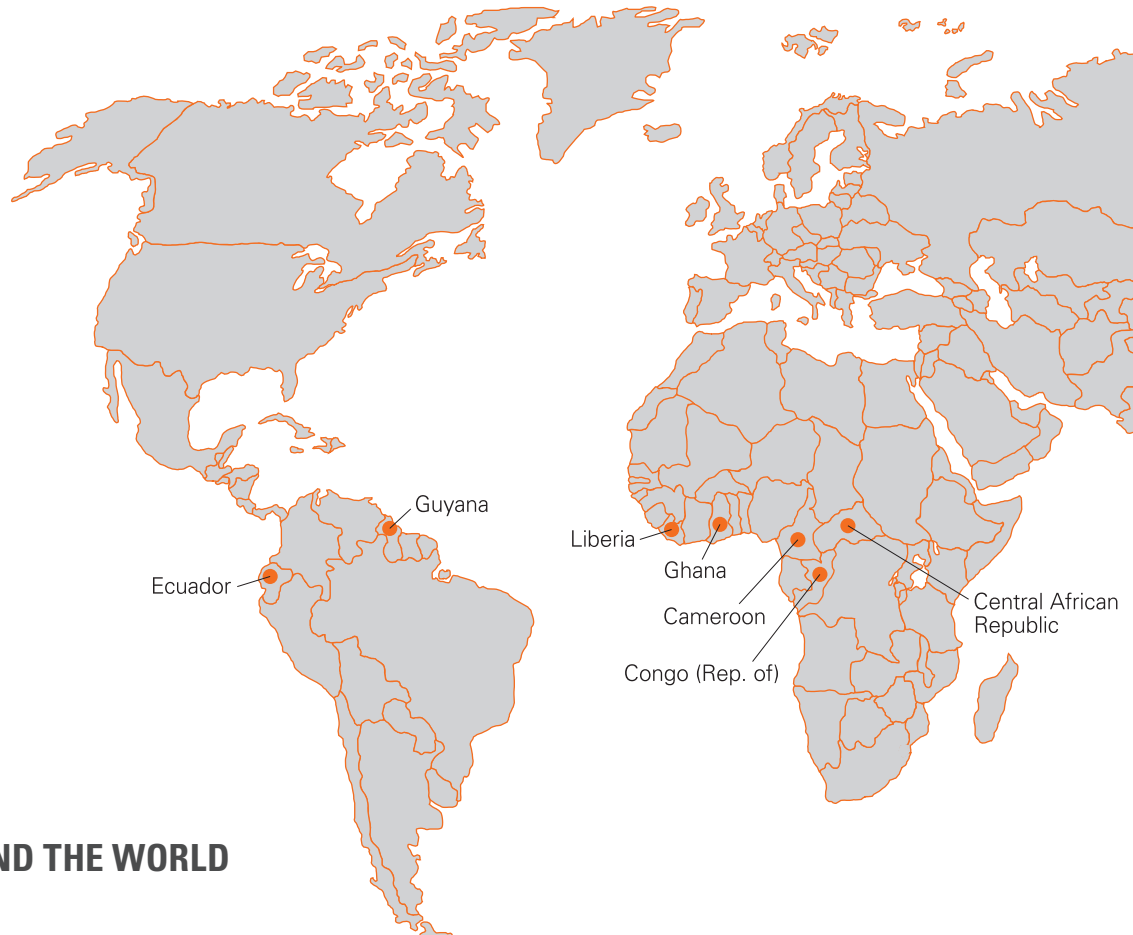 Guyana
Ecuador
Liberia
Ghana
Cameroon
Congo (Rep. of)
Central African
Republic
ND THE WORLD